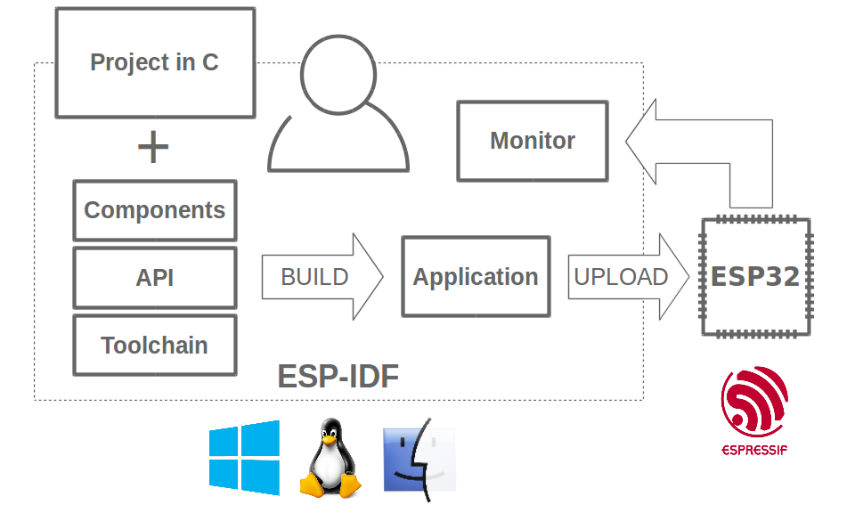 Project in C
+
Components
API
Toolchain
BUILD
Application
UPLOAD
Monitor
ESP32
ESP-IDF
ESPRESSIF